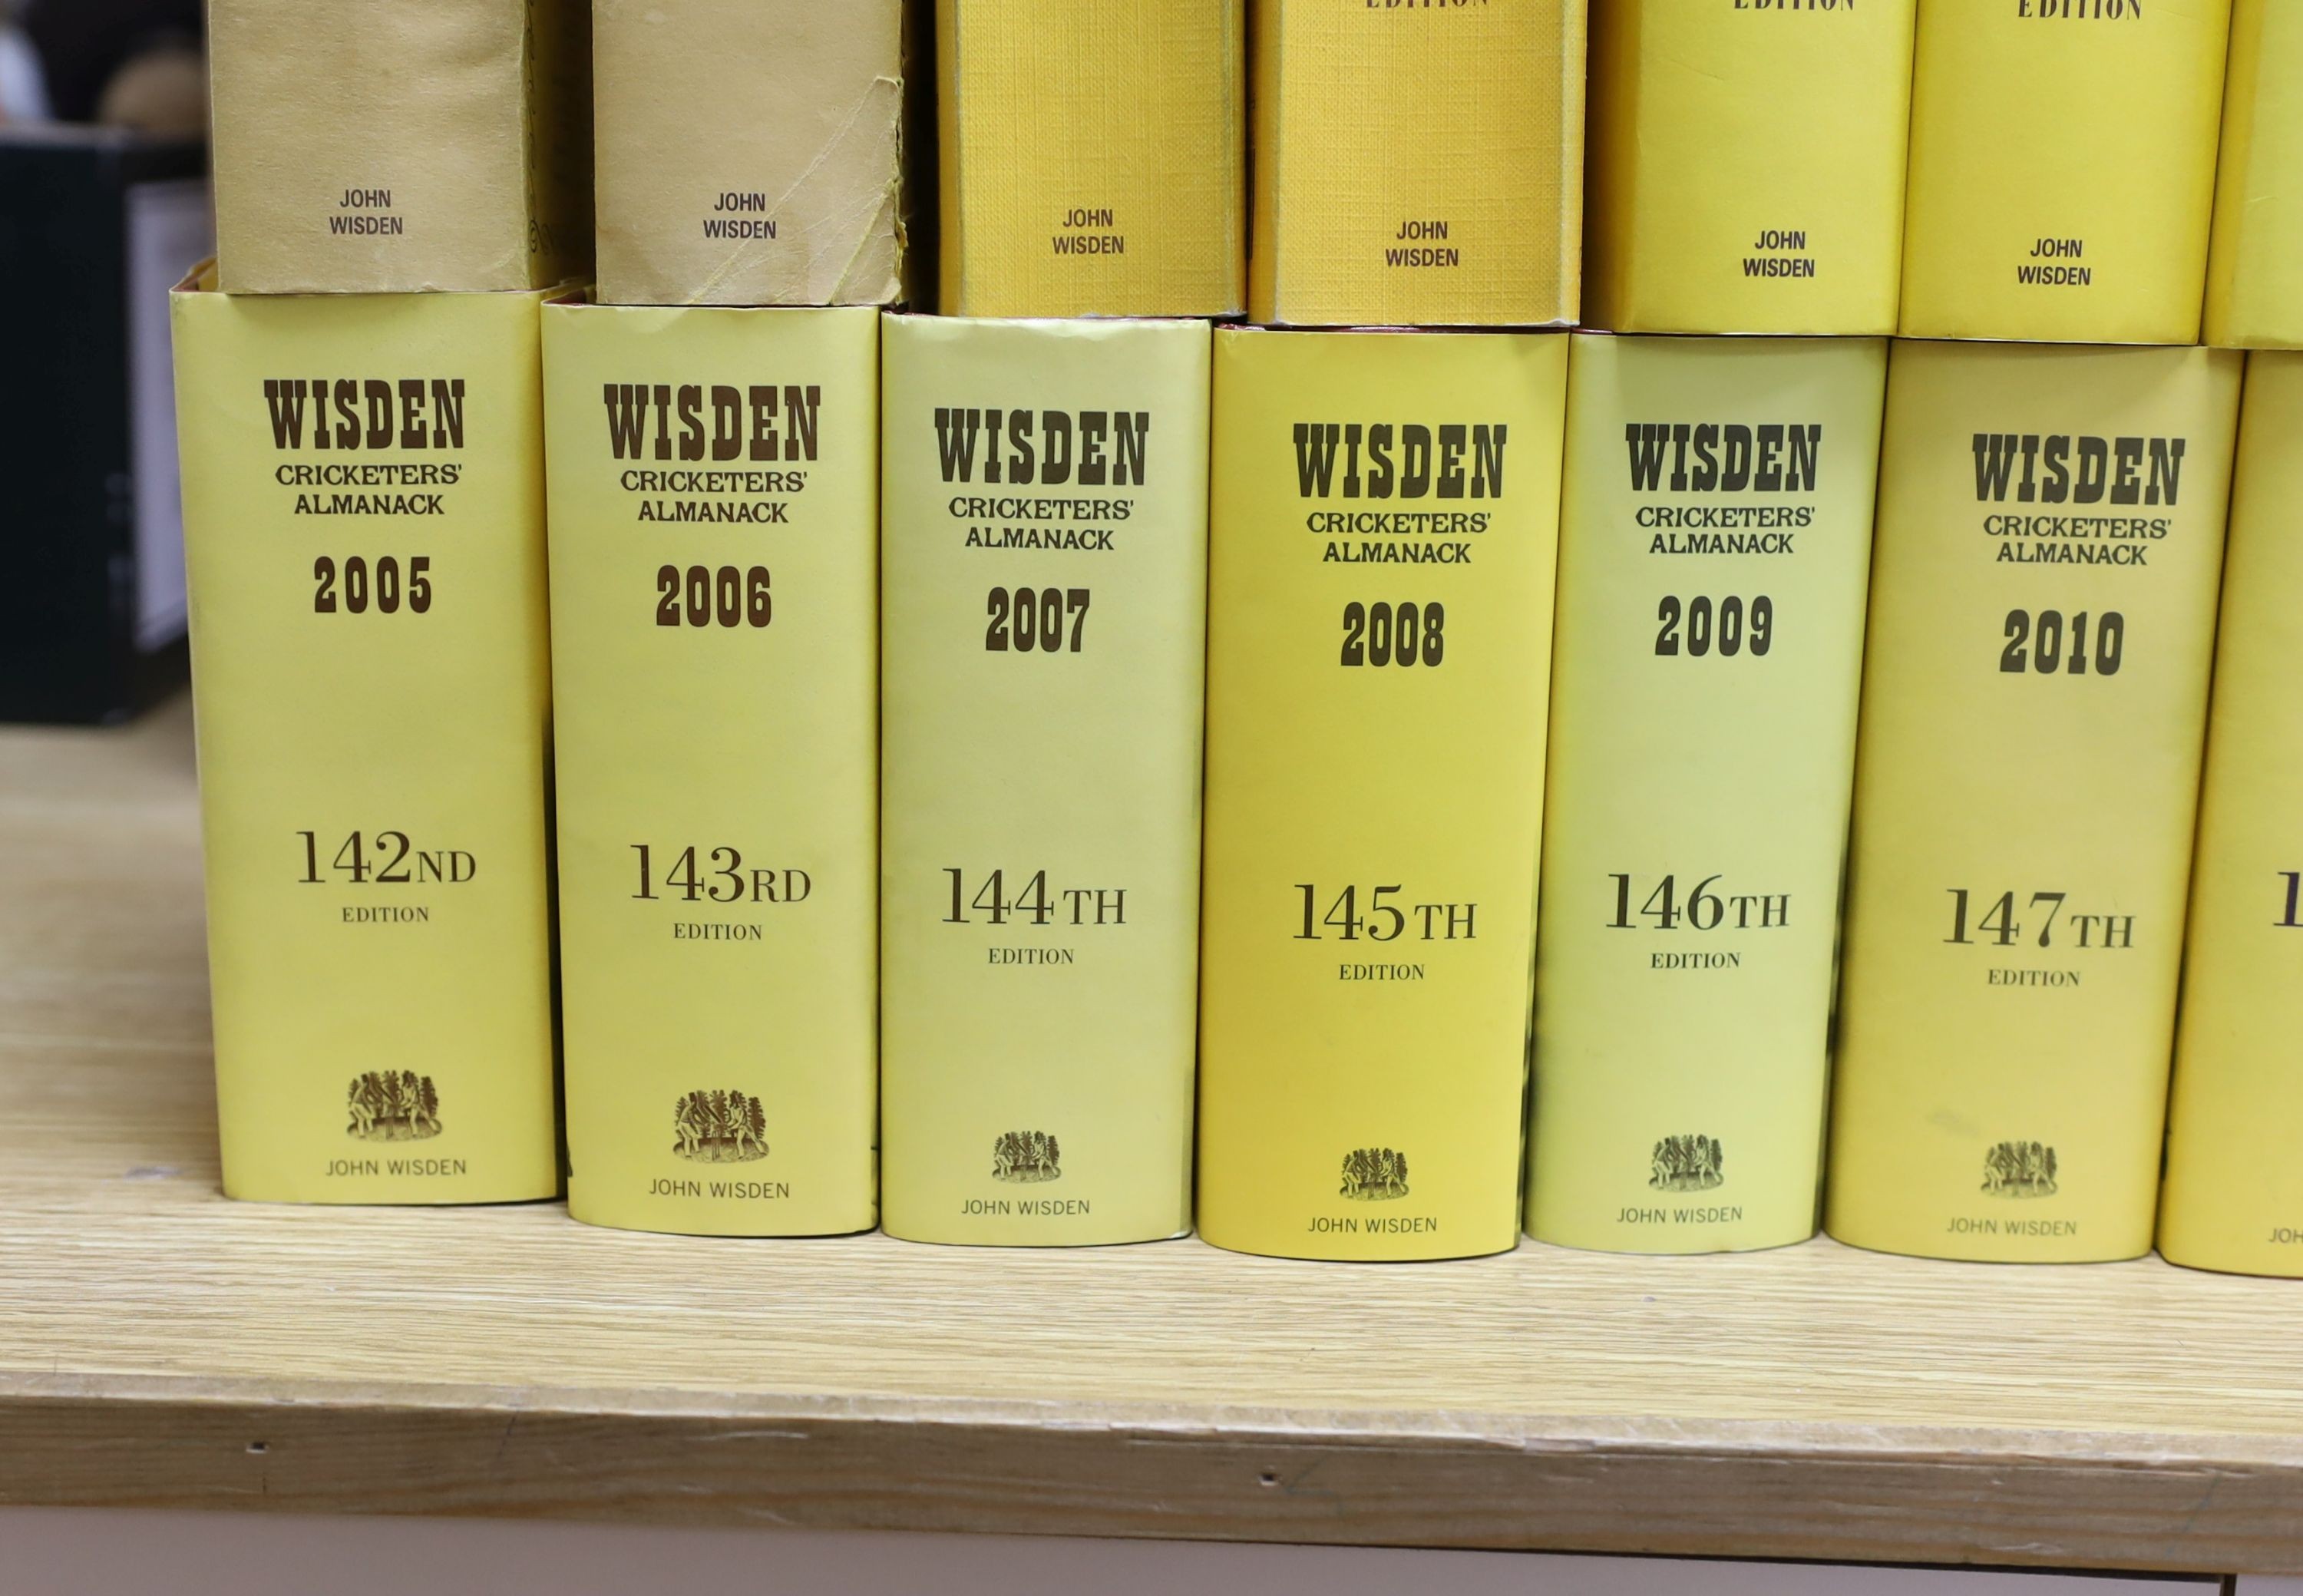 JOHN
WISDEN
JOHN
WISDEN
JOHN
WISDEN
EDITION
JOHN
WISDEN
EDITION
JOHN
WISDEN
EDITION
JOHN
WISDEN
WISDEN
CRICKETERS'
ALMANACK
2005
142ND
EDITION
JOHN WISDEN
WISDEN
CRICKETERS'
ALMANACK
2006
143RD
EDITION
JOHN WISDEN
WISDEN
CRICKETERS'
ALMANACK
2007
144TH
EDITION
JOHN WISDEN
WISDEN
CRICKETERS'
ALMANACK
2008
145TH
EDITION
JOHN WISDEN
WISDEN
CRICKETERS'
ALMANACK
2009
146TH
EDITION
JOHN WISDEN
WISDEN
CRICKETERS'
ALMANACK
2010
147TH
EDITION
JOHN WISDEN